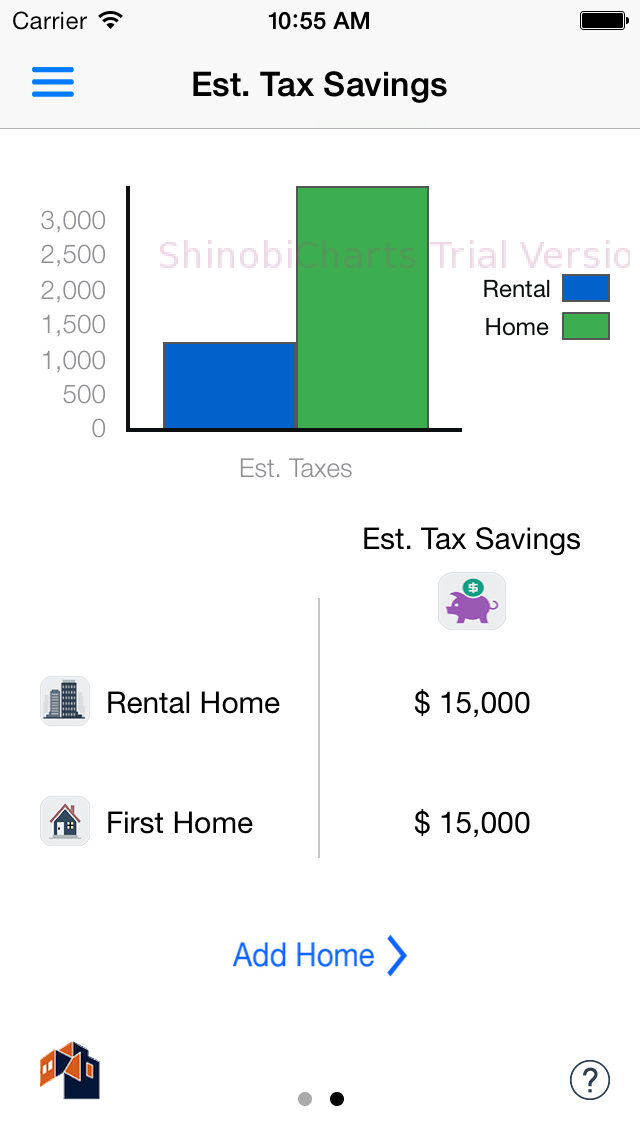 Carrier 10:55 AM
Est. Tax Savings
3,000
2,500
2,000
1,500
1,000
500
0
ShinobiCharts Trial Versio
Rental
Home
Est. Taxes
Est. Tax Savings
$
Rental Home $ 15,000
First Home $ 15,000
Add Home
?